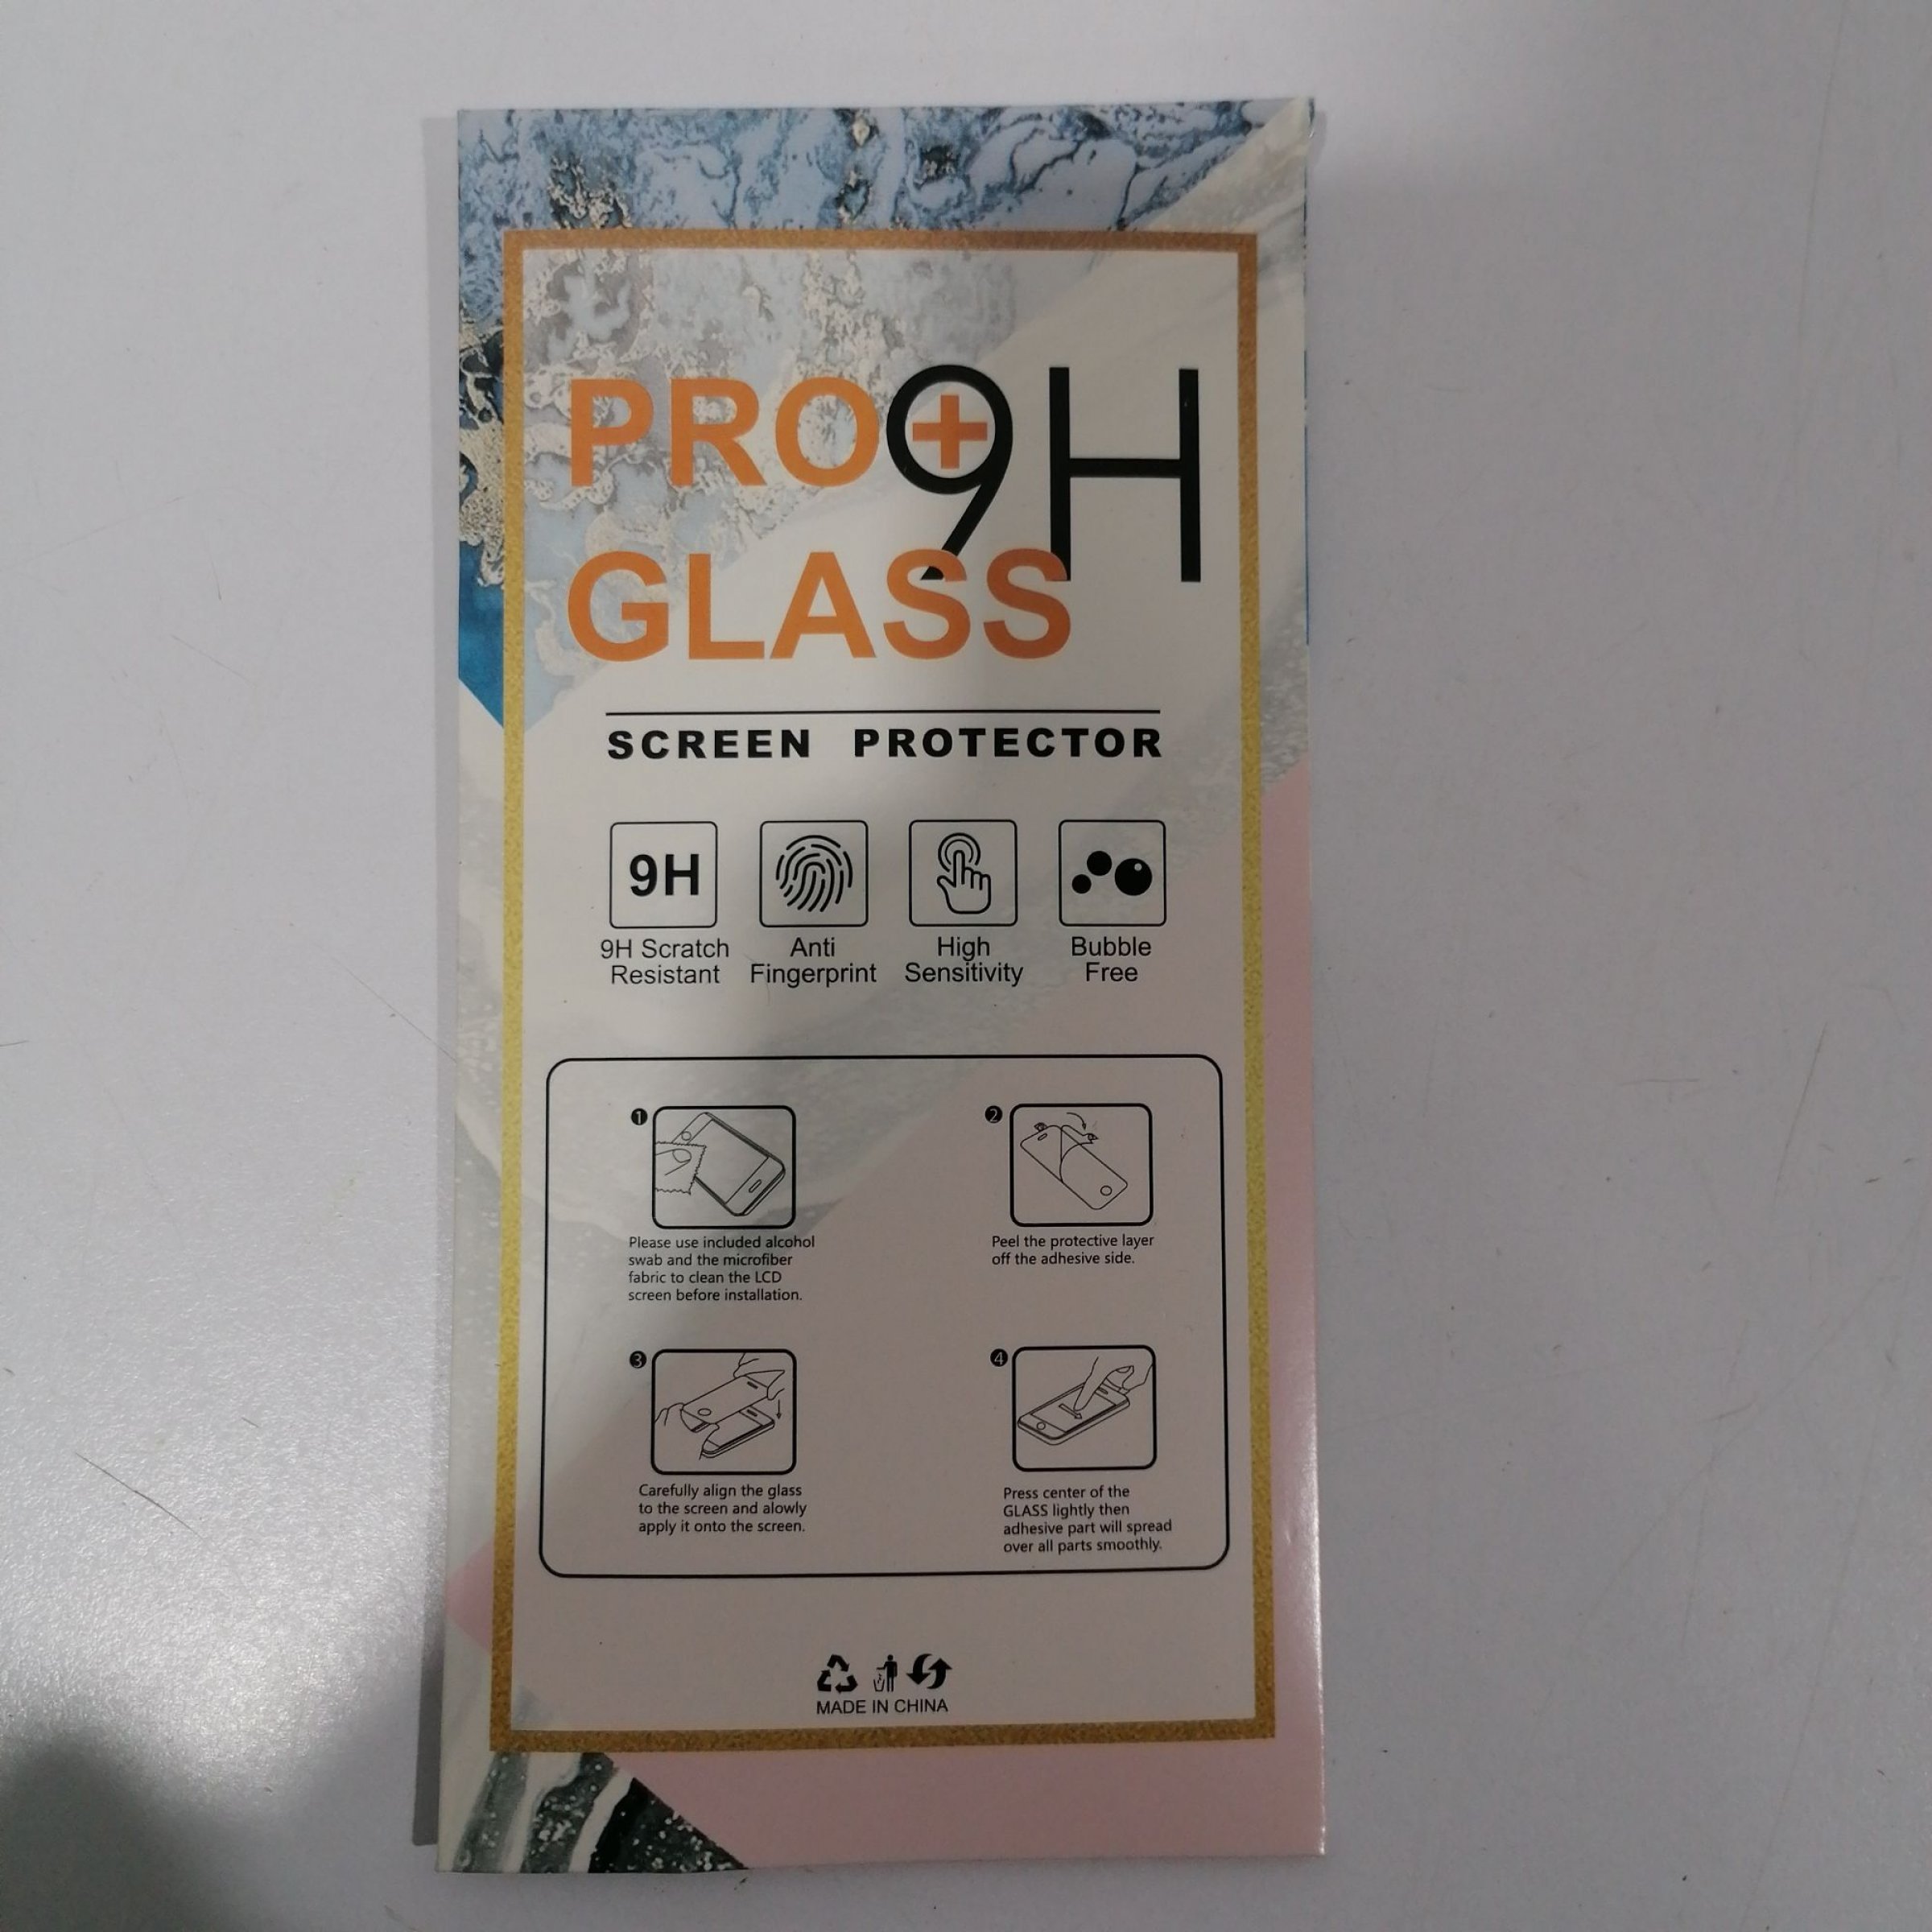 PRO+ 9H
GLASS
SCREEN PROTECTOR
9H
9H Scratch
Resistant
Anti
Fingerprint
High
Sensitivity
Bubble
Free
1
Please use included alcohol
swab and the microfiber
fabric to clean the LCD
screen before installation.
2
Peel the protective layer
off the adhesive side.
3
Carefully align the glass
to the screen and alowly
apply it onto the screen.
4
Press center of the
GLASS lightly then
adhesive part will spread
over all parts smoothly.
MADE IN CHINA